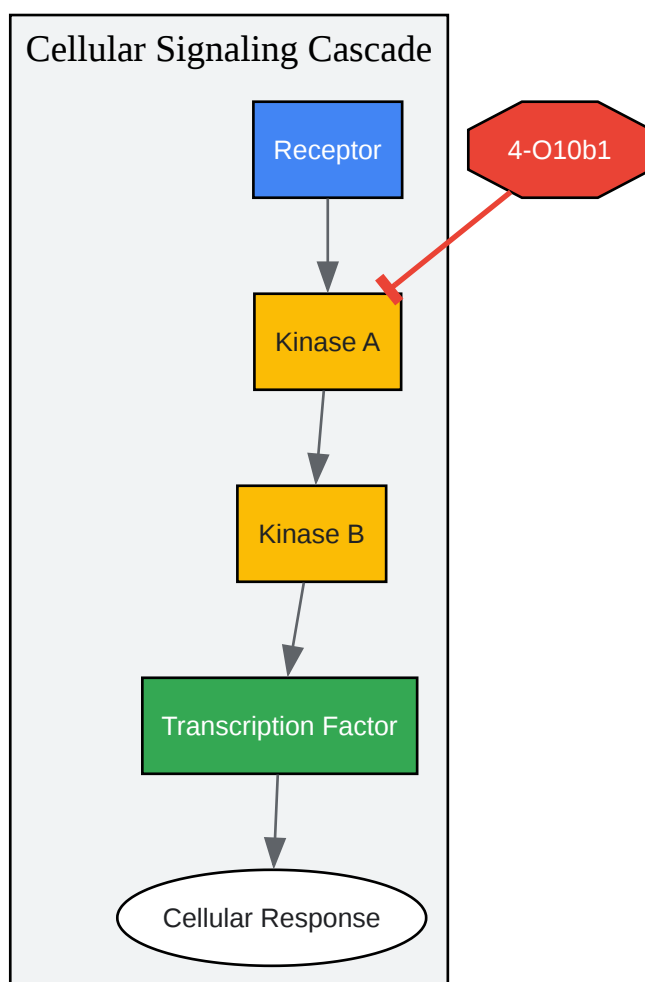 Cellular Signaling Cascade
Receptor
4-O10b1
Kinase A
Kinase B
Transcription Factor
Cellular Response